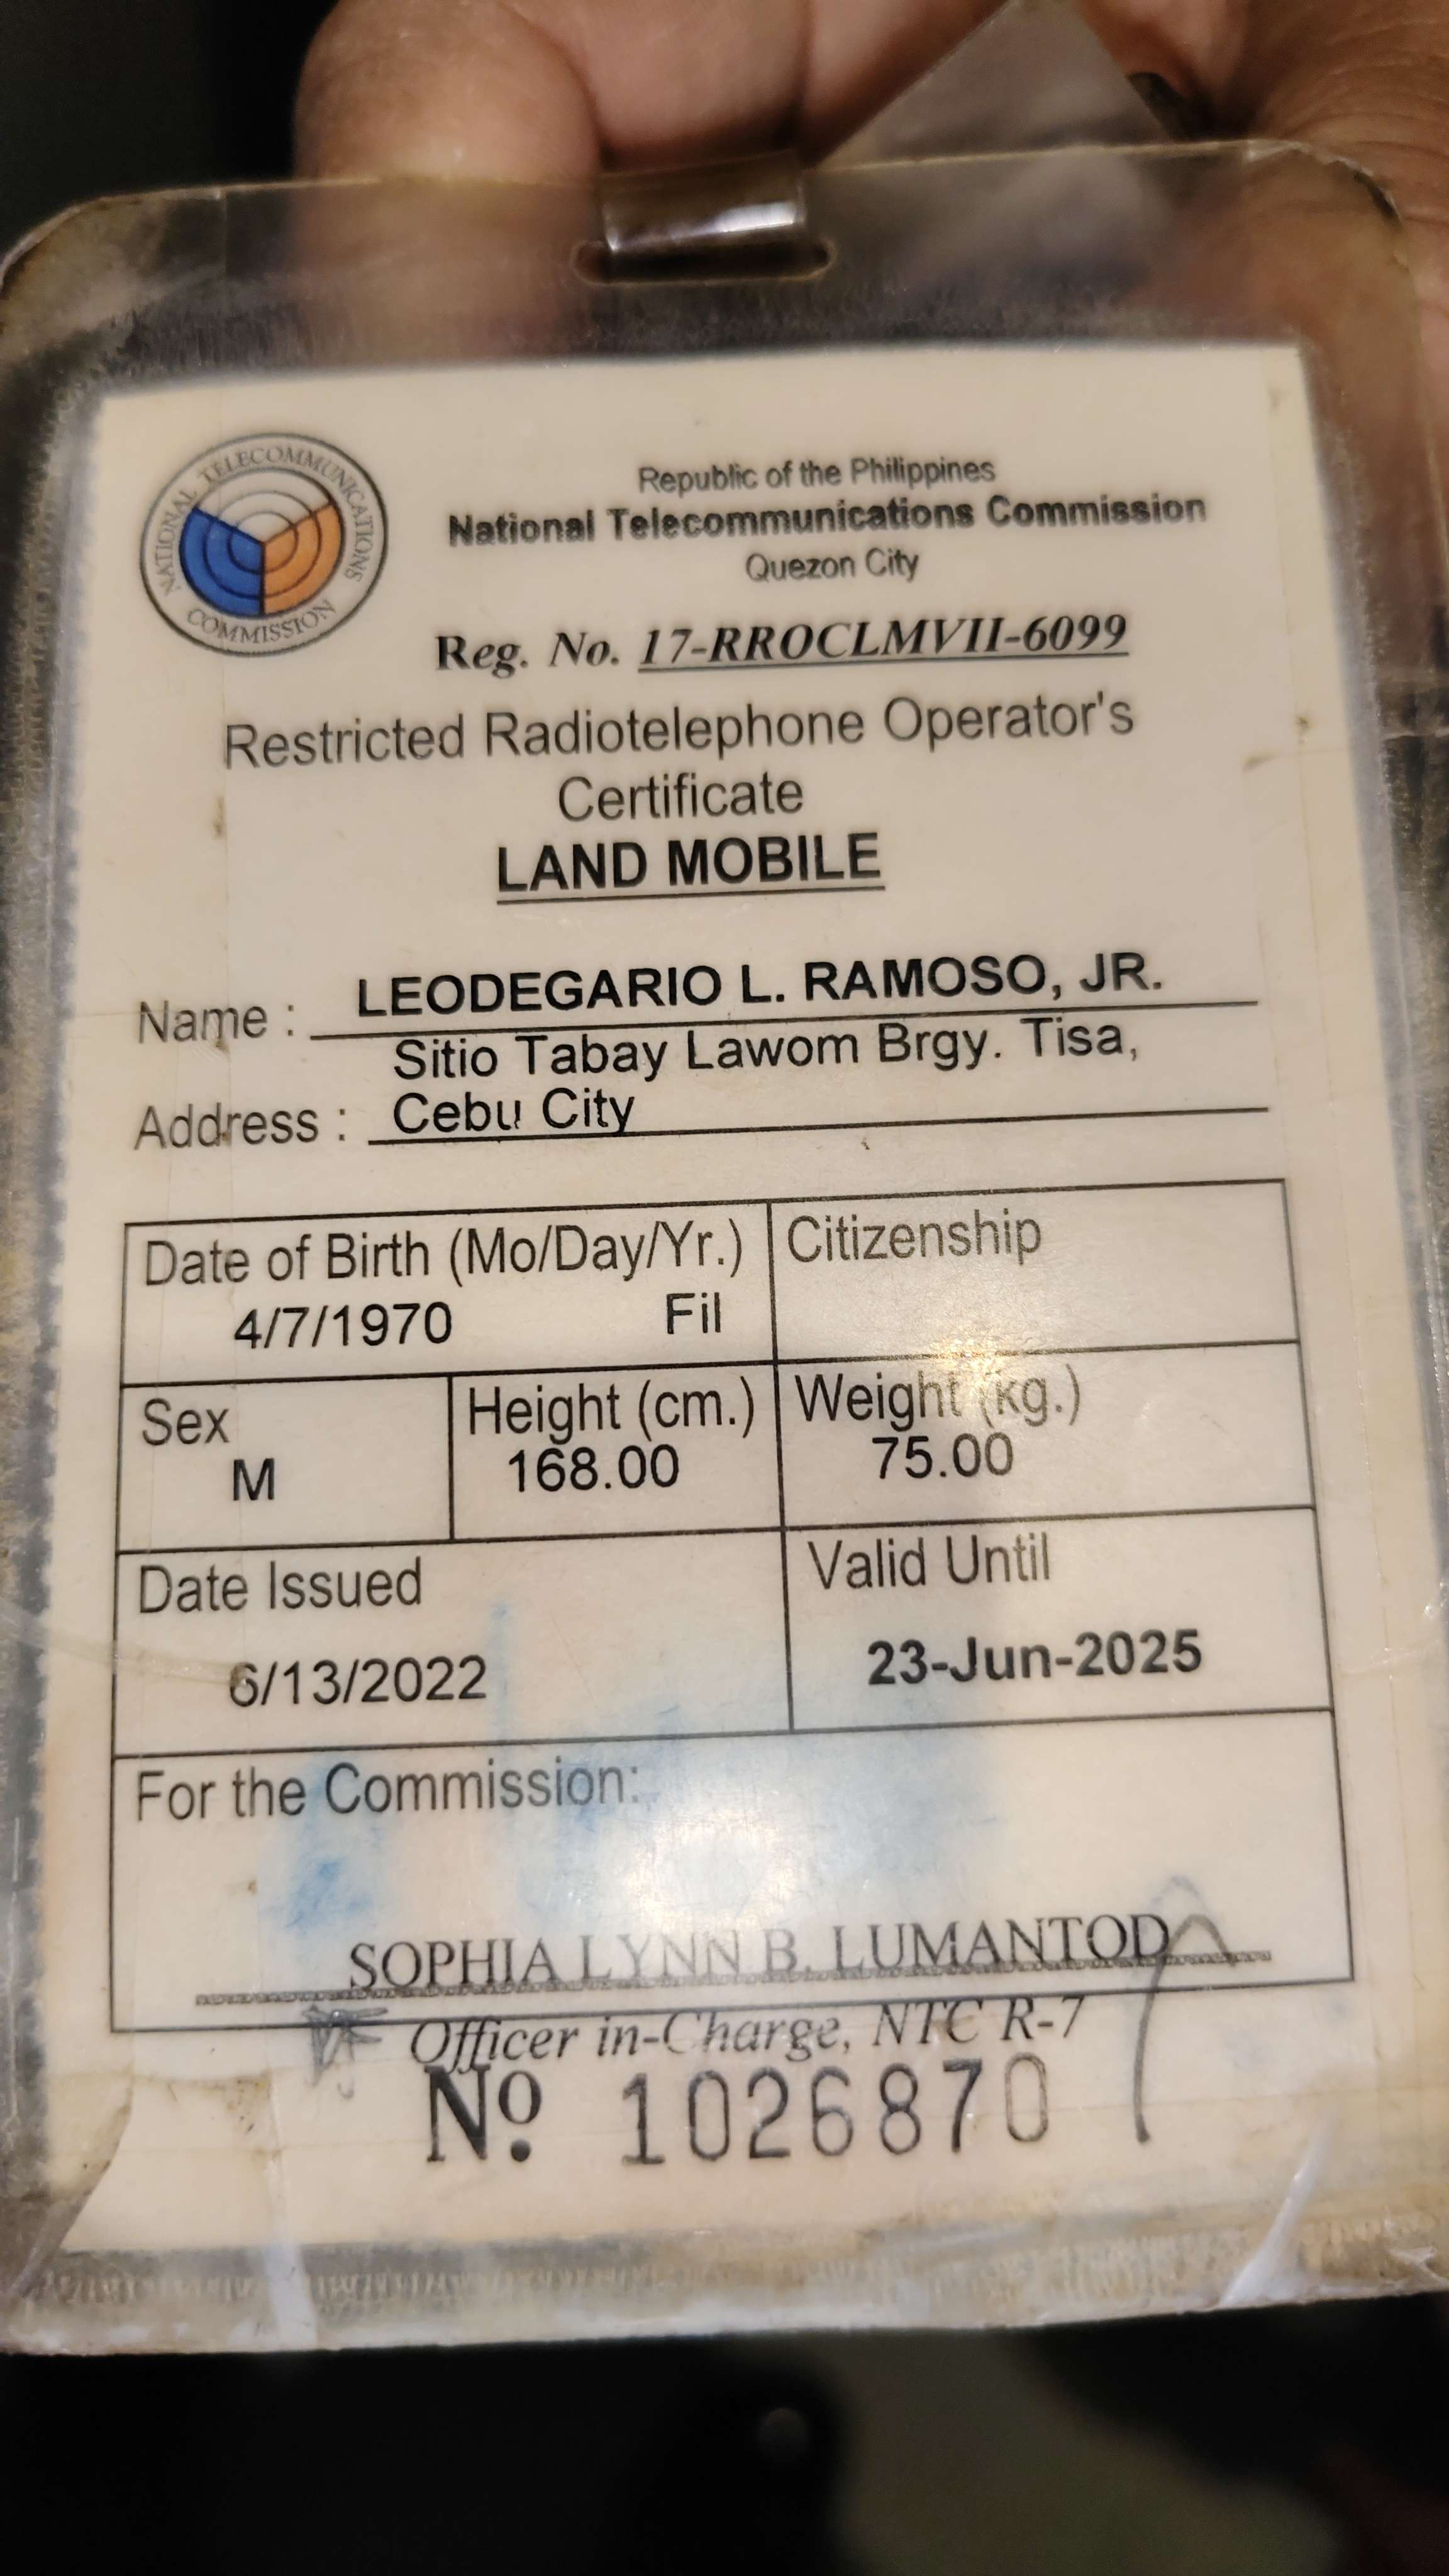 NATIONAL TELECOMMUNICATIONS COMMISSION
Republic of the Philippines
National Telecommunications Commission
Quezon City
Reg. No. 17-RROCLMVII-6099
Restricted Radiotelephone Operator's
Certificate
LAND MOBILE
Name : LEODEGARIO L. RAMOSO, JR.
Sitio Tabay Lawom Brgy. Tisa,
Address : Cebu City
Date of Birth (Mo/Day/Yr.) Citizenship
4/7/1970 Fil
Sex Height (cm.) Weight (kg.)
M 168.00 75.00
Date Issued Valid Until
6/13/2022 23-Jun-2025
For the Commission:
SOPHIA LYNN B. LUMANTOD
Officer in-Charge, NTC R-7
Nº 1026870